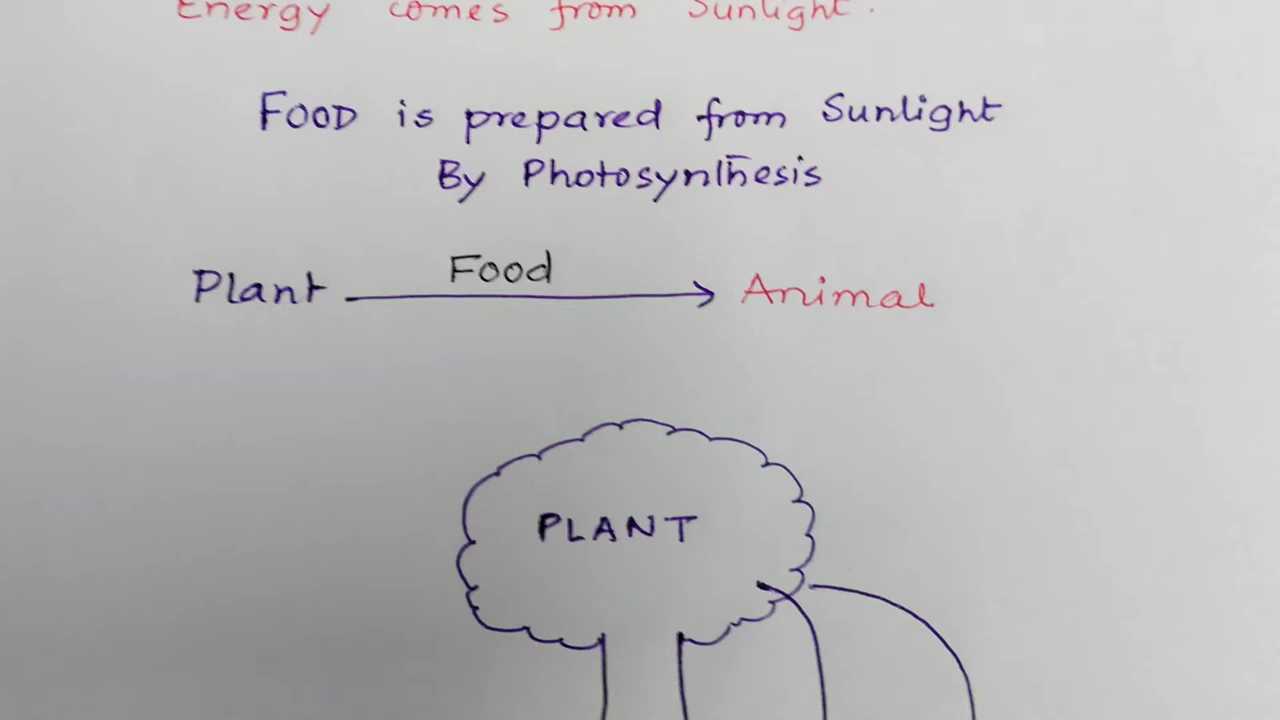 Energy comes from Sunlight.
FOOD is prepared from Sunlight
By Photosynthesis
Food
Plant → Animal
PLANT